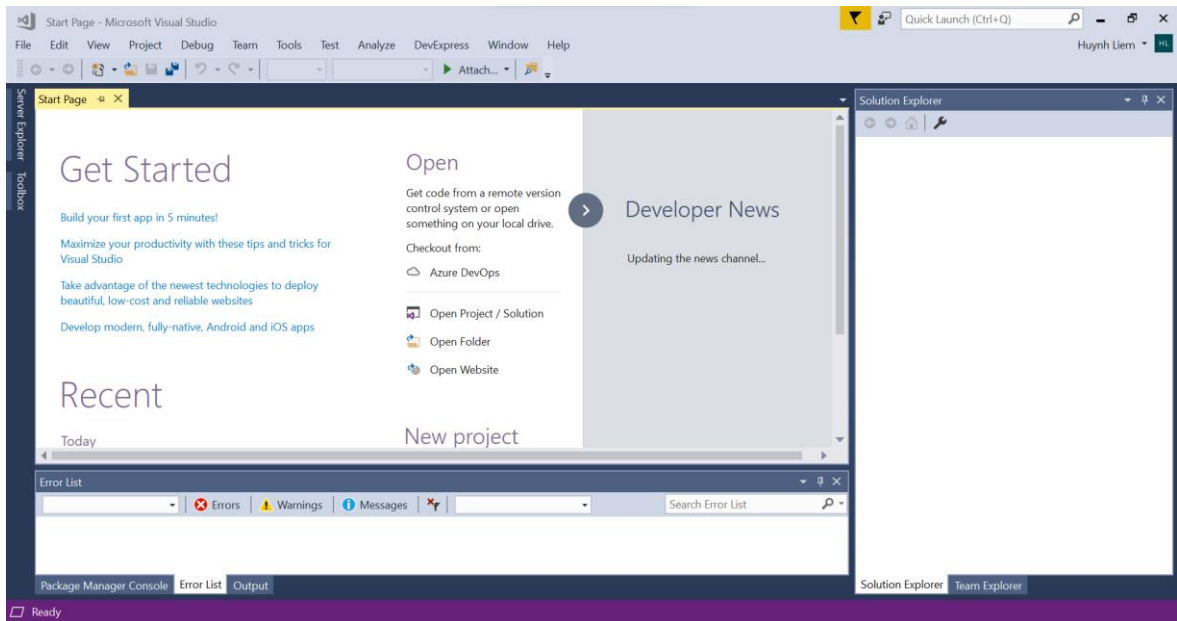 Start Page - Microsoft Visual Studio
Quick Launch (Ctrl+Q)
File Edit View Project Debug Team Tools Test Analyze DevExpress Window Help
Huynh Liem HL
Attach...
Server Explorer
Toolbox
Start Page
Get Started
Build your first app in 5 minutes!
Maximize your productivity with these tips and tricks for
Visual Studio
Take advantage of the newest technologies to deploy
beautiful, low-cost and reliable websites
Develop modern, fully-native, Android and iOS apps
Recent
Today
Open
Get code from a remote version
control system or open
something on your local drive.
Checkout from:
Azure DevOps
Open Project / Solution
Open Folder
Open Website
New project
Developer News
Updating the news channel...
Solution Explorer
Error List
Errors Warnings Messages
Search Error List
Package Manager Console Error List Output
Solution Explorer Team Explorer
Ready